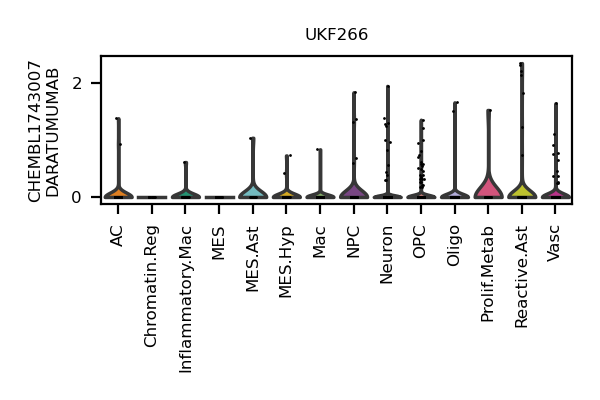 UKF266
CHEMBL1743007
DARATUMUMAB
2
0
AC
Chromatin.Reg
Inflammatory.Mac
MES
MES.Ast
MES.Hyp
Mac
NPC
Neuron
OPC
Oligo
Prolif.Metab
Reactive.Ast
Vasc